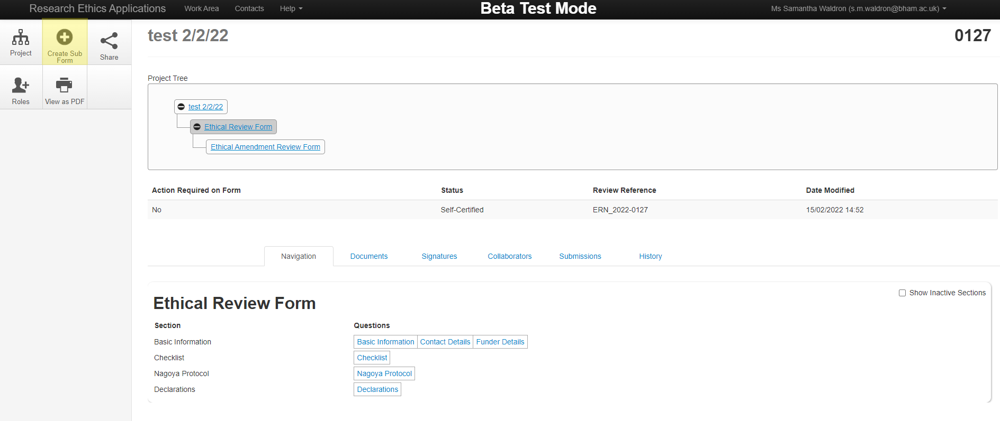 Research Ethics Applications Work Area Contacts Help Beta Test Mode Ms Samantha Waldron (s.m.waldron@bham.ac.uk)
Project
Create Sub
Form
Share
Roles
View as PDF
test 2/2/22 0127
Project Tree
test 2/2/22
Ethical Review Form
Ethical Amendment Review Form
Action Required on Form Status Review Reference Date Modified
No Self-Certified ERN_2022-0127 15/02/2022 14:52
Navigation Documents Signatures Collaborators Submissions History
Show Inactive Sections
Ethical Review Form
Section Questions
Basic Information Basic Information Contact Details Funder Details
Checklist Checklist
Nagoya Protocol Nagoya Protocol
Declarations Declarations